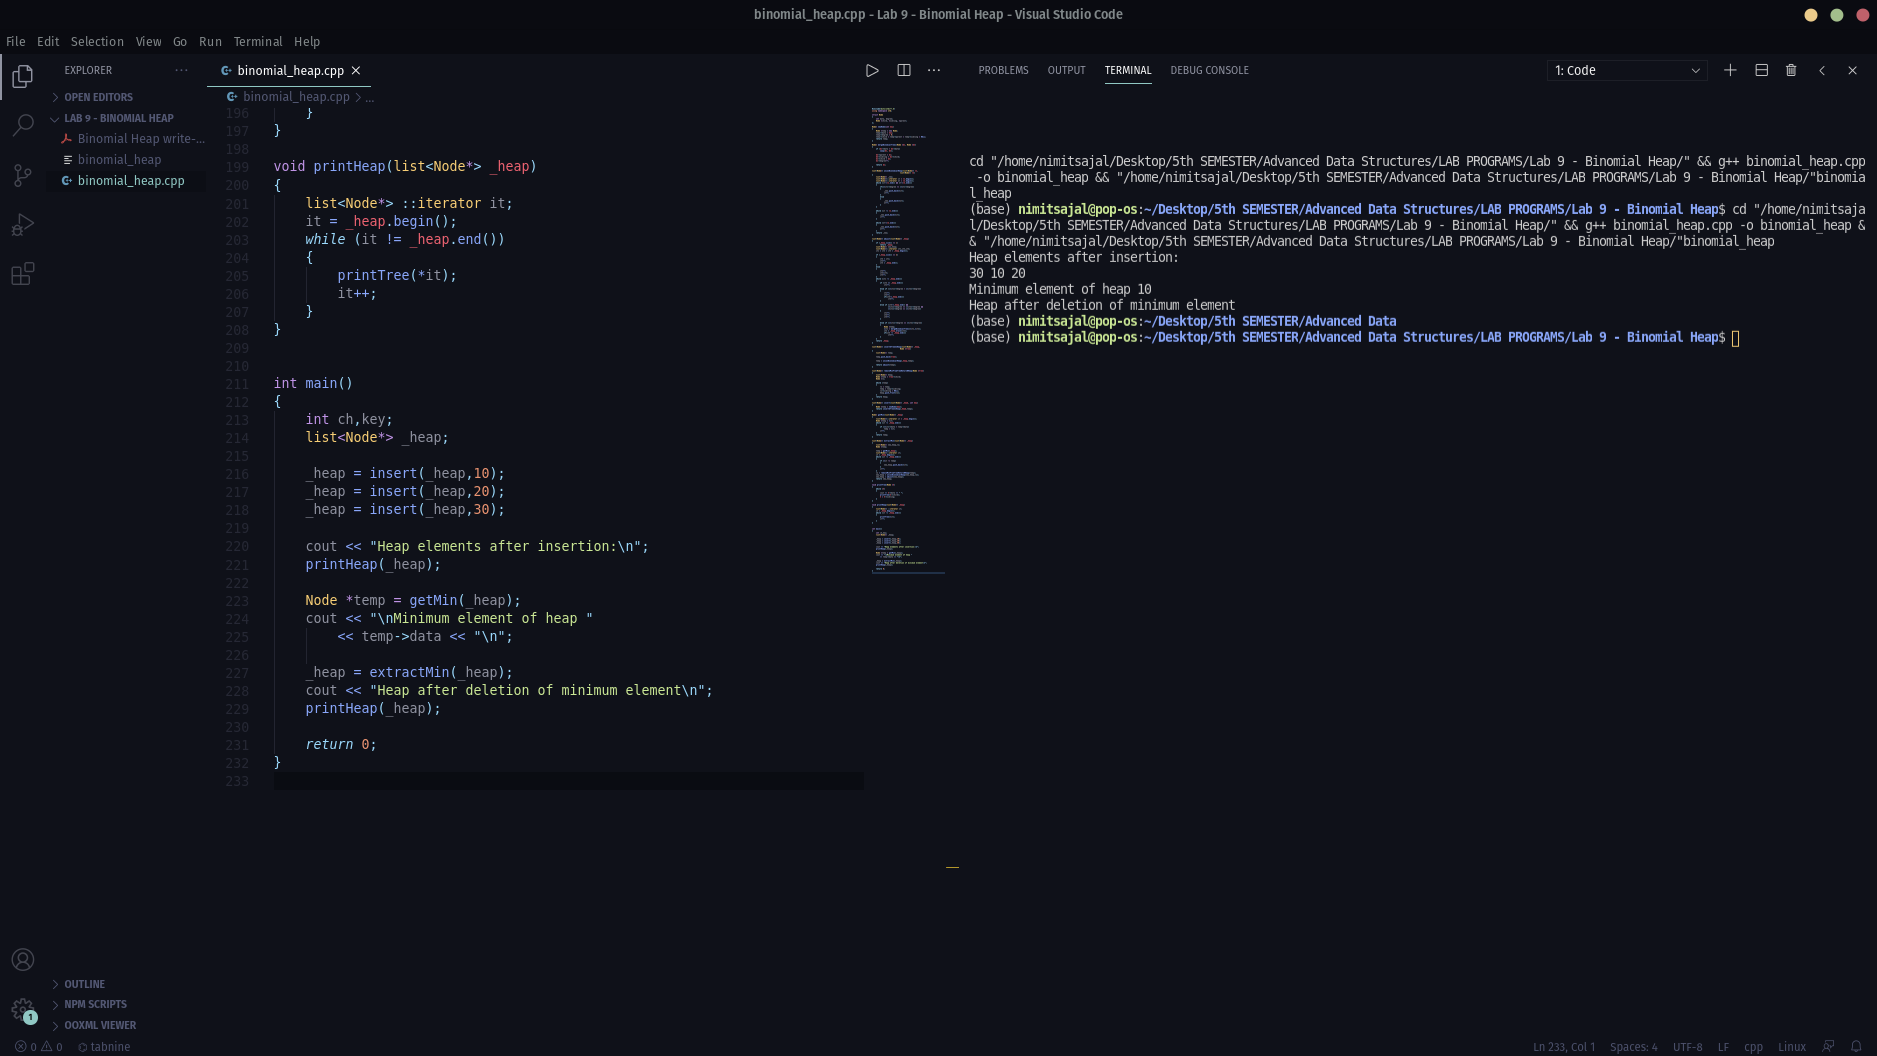 binomial_heap.cpp - Lab 9 - Binomial Heap - Visual Studio Code
File Edit Selection View Go Run Terminal Help
EXPLORER
OPEN EDITORS
LAB 9 - BINOMIAL HEAP
Binomial Heap write-...
binomial_heap
binomial_heap.cpp
OUTLINE
NPM SCRIPTS
OOXML VIEWER
1
binomial_heap.cpp
binomial_heap.cpp > ...
196 }
197 }
198
199 void printHeap(list<Node*> _heap)
200 {
201 list<Node*> ::iterator it;
202 it = _heap.begin();
203 while (it != _heap.end())
204 {
205 printTree(*it);
206 it++;
207 }
208 }
209
210
211 int main()
212 {
213 int ch,key;
214 list<Node*> _heap;
215
216 _heap = insert(_heap,10);
217 _heap = insert(_heap,20);
218 _heap = insert(_heap,30);
219
220 cout << "Heap elements after insertion:\n";
221 printHeap(_heap);
222
223 Node *temp = getMin(_heap);
224 cout << "\nMinimum element of heap "
225 << temp->data << "\n";
226
227 _heap = extractMin(_heap);
228 cout << "Heap after deletion of minimum element\n";
229 printHeap(_heap);
230
231 return 0;
232 }
233
PROBLEMS OUTPUT TERMINAL DEBUG CONSOLE
1: Code
cd "/home/nimitsajal/Desktop/5th SEMESTER/Advanced Data Structures/LAB PROGRAMS/Lab 9 - Binomial Heap/" && g++ binomial_heap.cpp
-o binomial_heap && "/home/nimitsajal/Desktop/5th SEMESTER/Advanced Data Structures/LAB PROGRAMS/Lab 9 - Binomial Heap/"binomia
l_heap
(base) nimitsajal@pop-os:~/Desktop/5th SEMESTER/Advanced Data Structures/LAB PROGRAMS/Lab 9 - Binomial Heap$ cd "/home/nimitsaja
l/Desktop/5th SEMESTER/Advanced Data Structures/LAB PROGRAMS/Lab 9 - Binomial Heap/" && g++ binomial_heap.cpp -o binomial_heap &
& "/home/nimitsajal/Desktop/5th SEMESTER/Advanced Data Structures/LAB PROGRAMS/Lab 9 - Binomial Heap/"binomial_heap
Heap elements after insertion:
30 10 20
Minimum element of heap 10
Heap after deletion of minimum element
(base) nimitsajal@pop-os:~/Desktop/5th SEMESTER/Advanced Data
(base) nimitsajal@pop-os:~/Desktop/5th SEMESTER/Advanced Data Structures/LAB PROGRAMS/Lab 9 - Binomial Heap$
0 0 tabnine
Ln 233, Col 1 Spaces: 4 UTF-8 LF cpp Linux